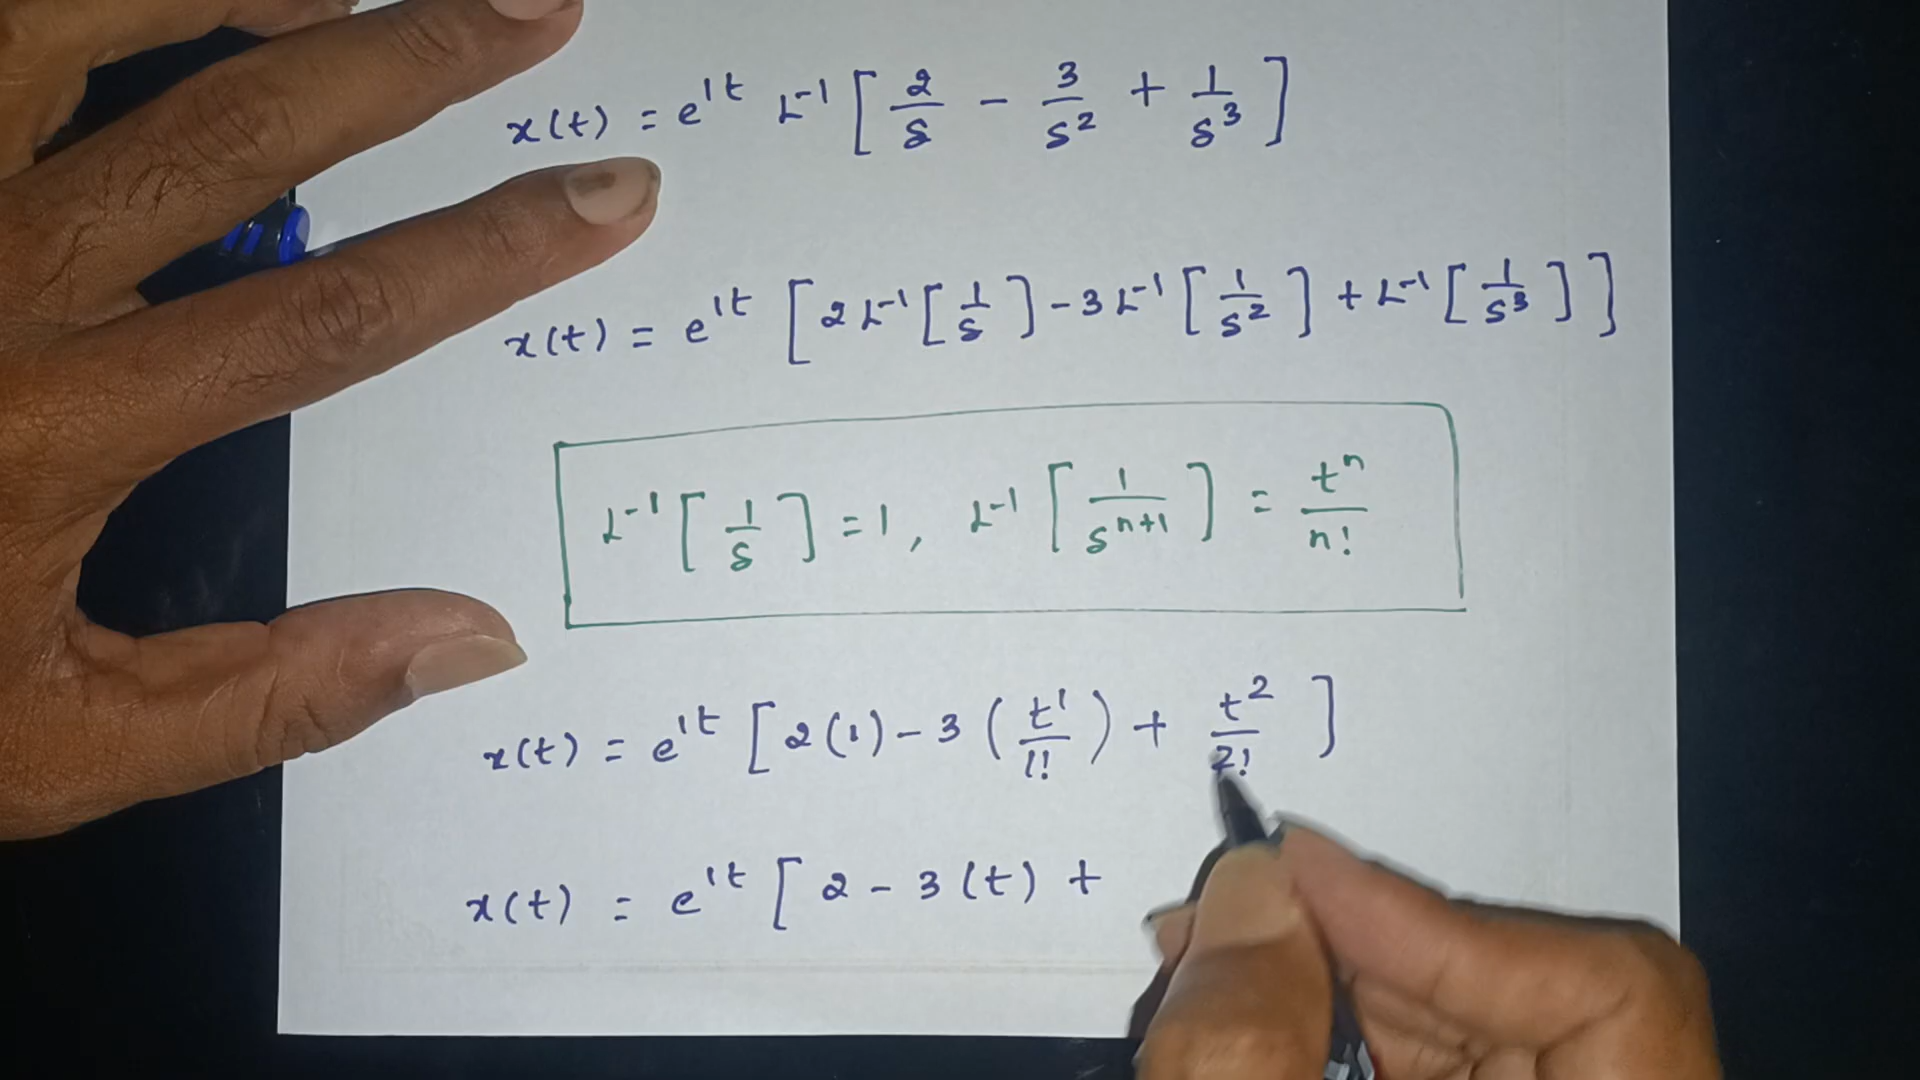 x(t) = e^{1t} L^{-1} [ 2/s - 3/s^2 + 1/s^3 ]
x(t) = e^{1t} [ 2 L^{-1} [ 1/s ] - 3 L^{-1} [ 1/s^2 ] + L^{-1} [ 1/s^3 ] ]
L^{-1} [ 1/s ] = 1, L^{-1} [ 1/s^{n+1} ] = t^n/n!
x(t) = e^{1t} [ 2(1) - 3 ( t^1/1! ) + t^2/2! ]
x(t) = e^{1t} [ 2 - 3(t) +